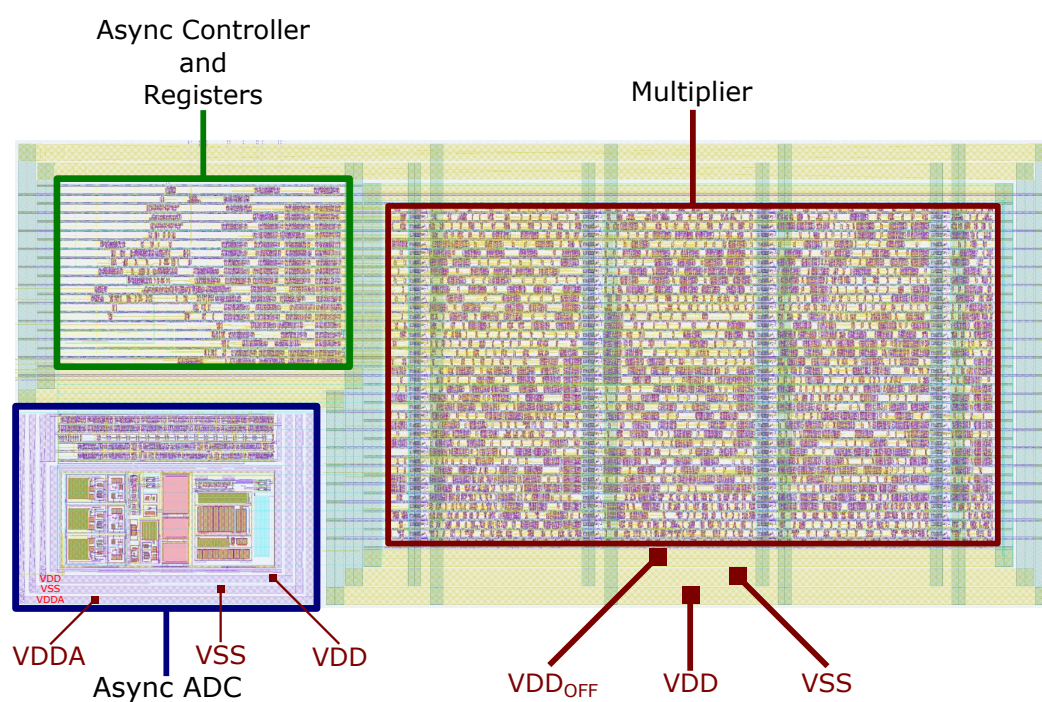 Async Controller
and
Registers
Multiplier
VDD
VSS
VDDA
VDDA
VSS
VDD
Async ADC
VDDOFF
VDD
VSS